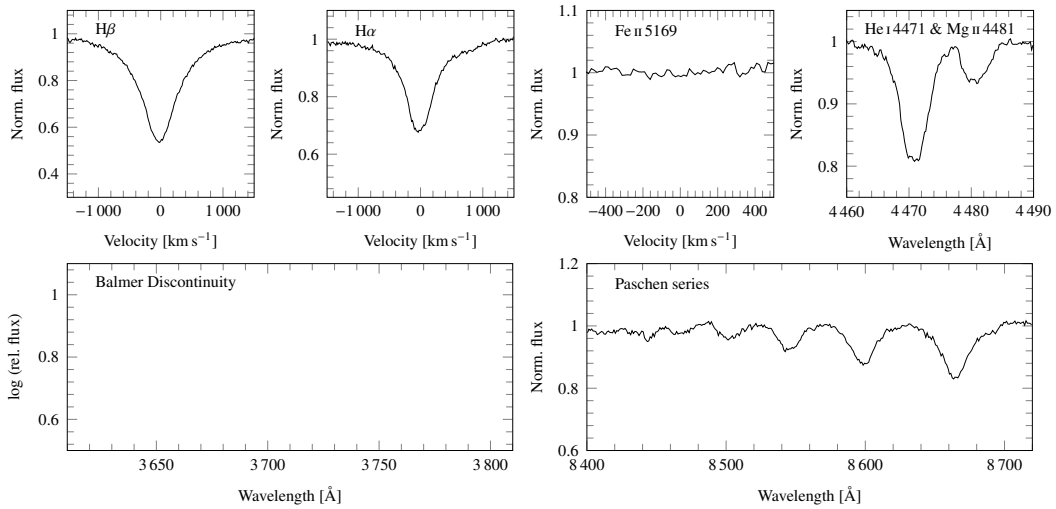 Hβ
1
0.8
0.6
0.4
−1 000 0 1 000
Velocity [km s−1]
Norm. flux
Hα
1
0.8
0.6
−1 000 0 1 000
Velocity [km s−1]
Norm. flux
Fe II 5169
1.1
1
0.9
0.8
−400 −200 0 200 400
Velocity [km s−1]
Norm. flux
He I 4471 & Mg II 4481
1
0.9
0.8
4 460 4 470 4 480 4 490
Wavelength [Å]
Norm. flux
Balmer Discontinuity
1
0.8
0.6
3 650 3 700 3 750 3 810
Wavelength [Å]
log (rel. flux)
Paschen series
1.2
1
0.8
0.6
8 400 8 500 8 600 8 700
Wavelength [Å]
Norm. flux